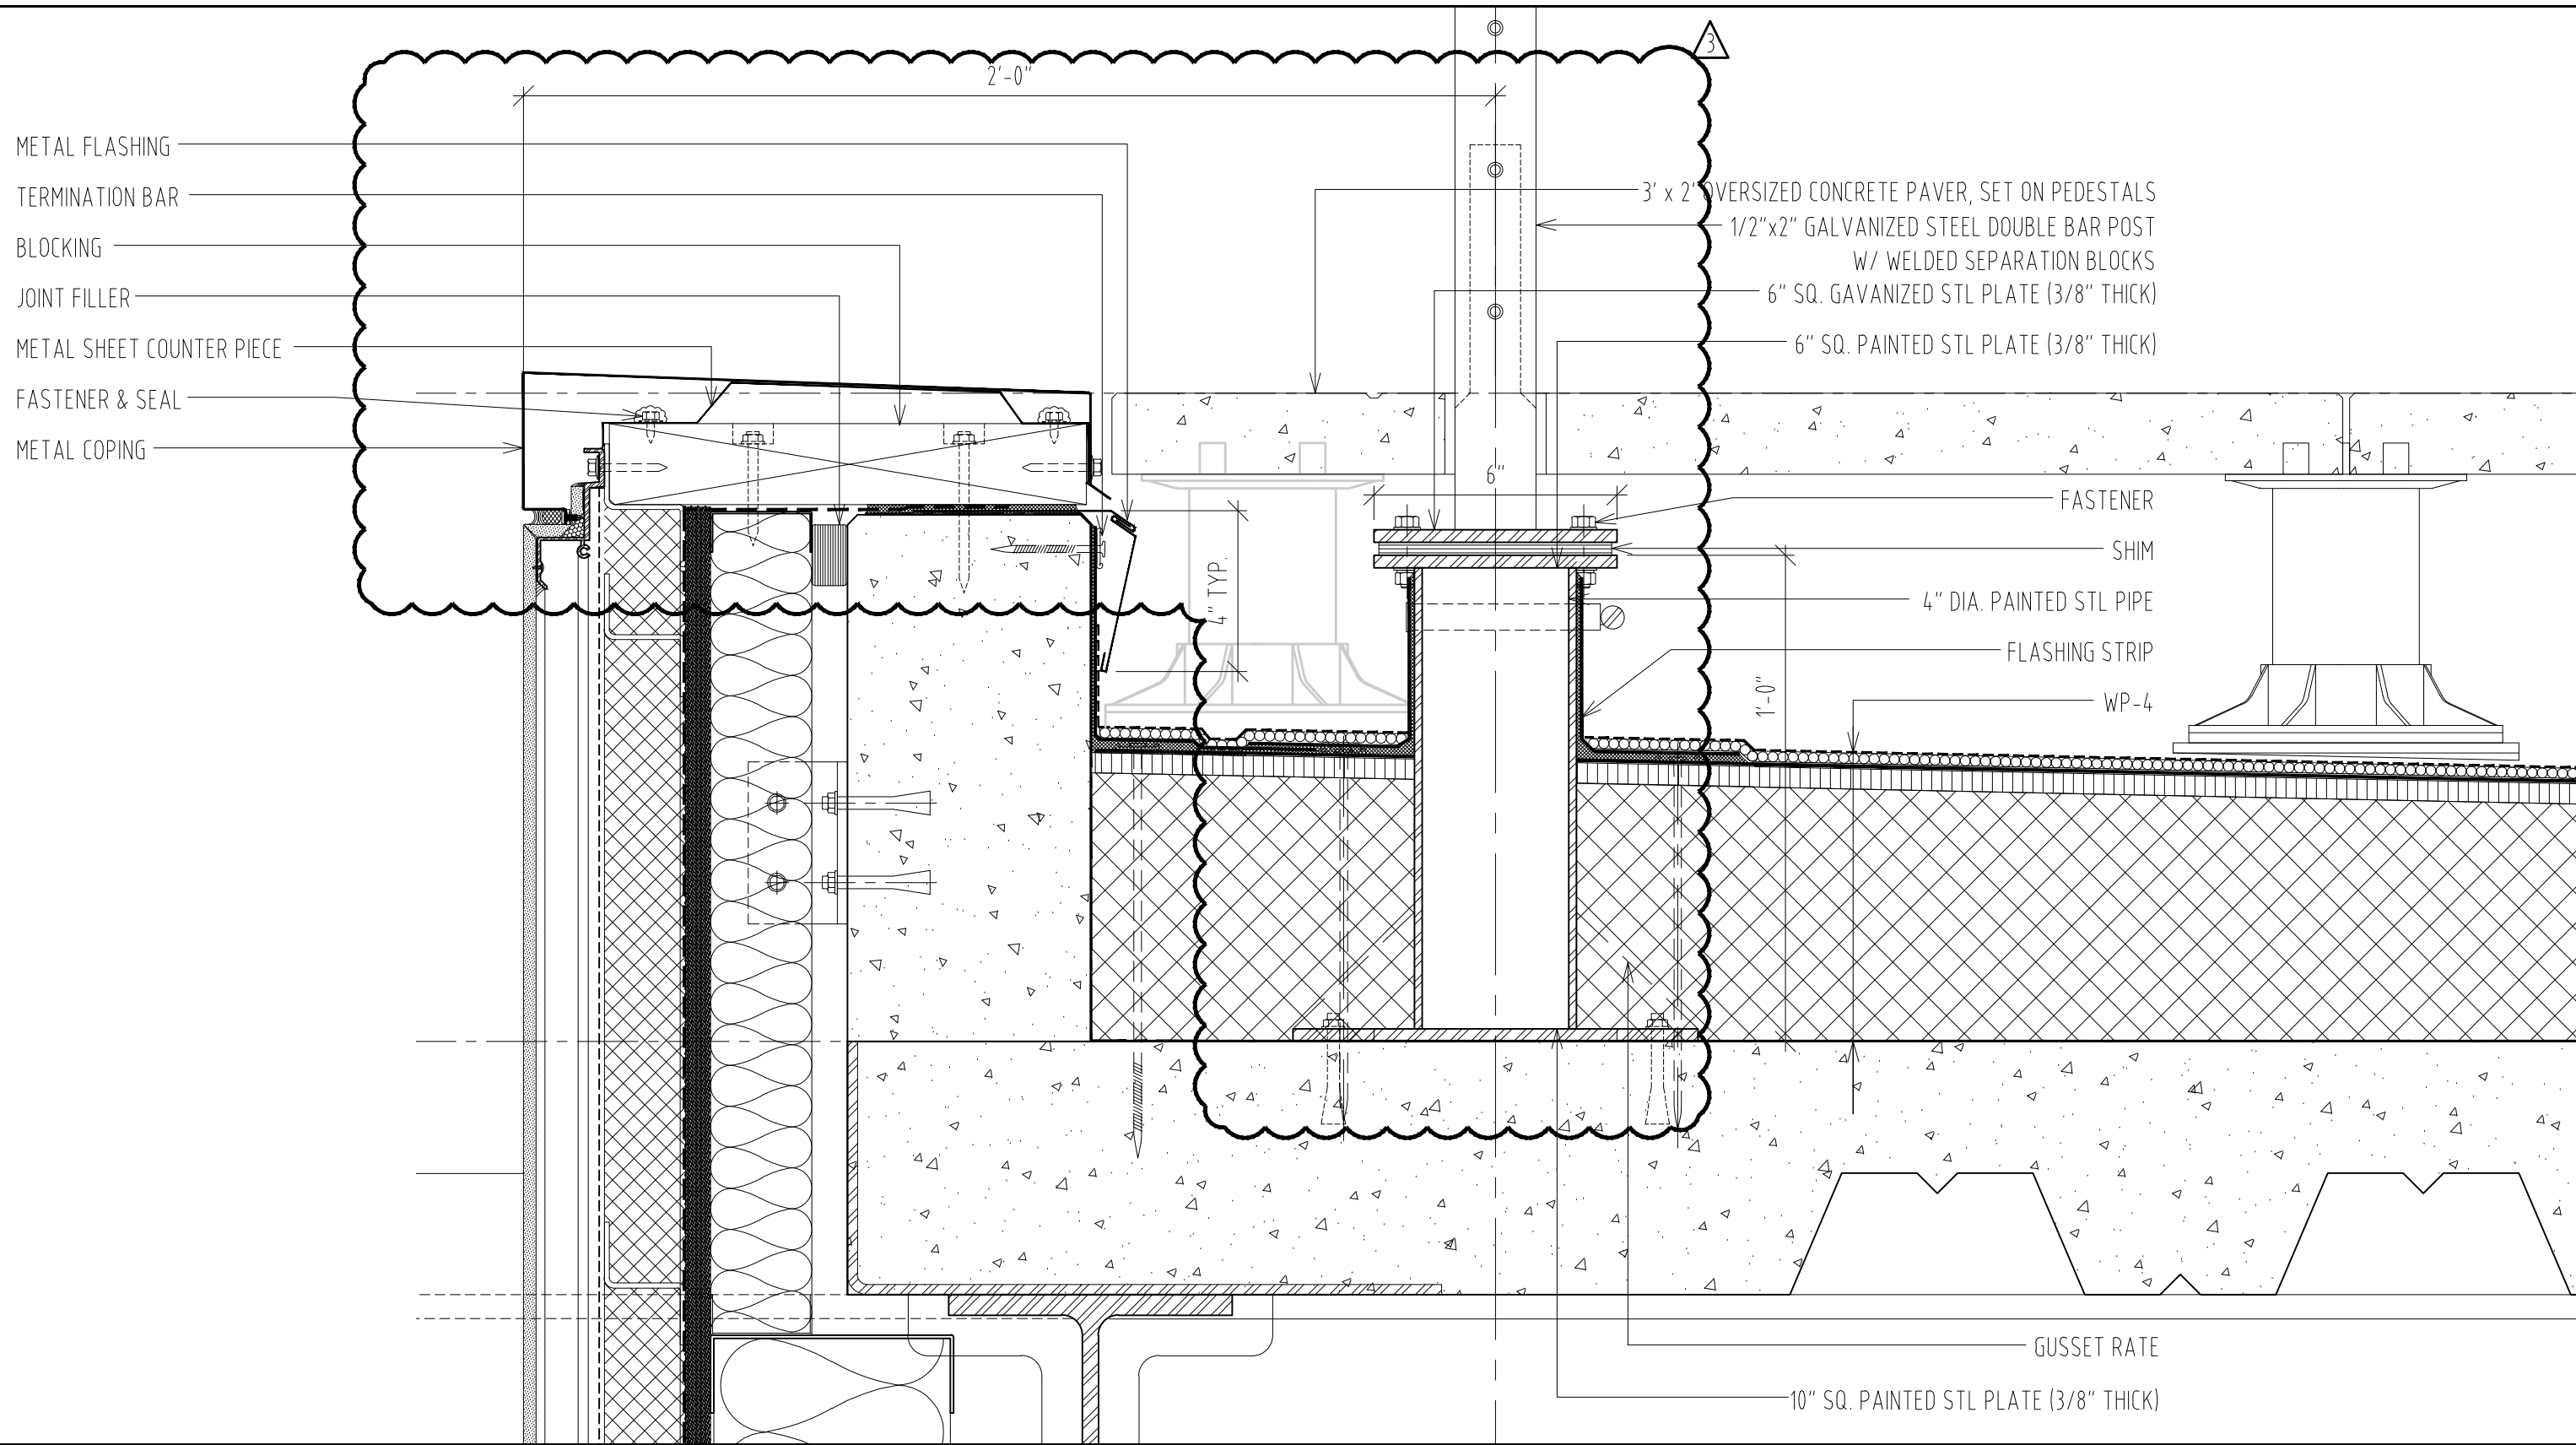 3
2'-0"
METAL FLASHING
TERMINATION BAR
BLOCKING
JOINT FILLER
METAL SHEET COUNTER PIECE
FASTENER & SEAL
METAL COPING
3' x 2' OVERSIZED CONCRETE PAVER, SET ON PEDESTALS
1/2"x2" GALVANIZED STEEL DOUBLE BAR POST
W/ WELDED SEPARATION BLOCKS
6" SQ. GAVANIZED STL PLATE (3/8" THICK)
6" SQ. PAINTED STL PLATE (3/8" THICK)
6"
FASTENER
SHIM
4" TYP.
4" DIA. PAINTED STL PIPE
FLASHING STRIP
1'-0"
WP-4
GUSSET RATE
10" SQ. PAINTED STL PLATE (3/8" THICK)